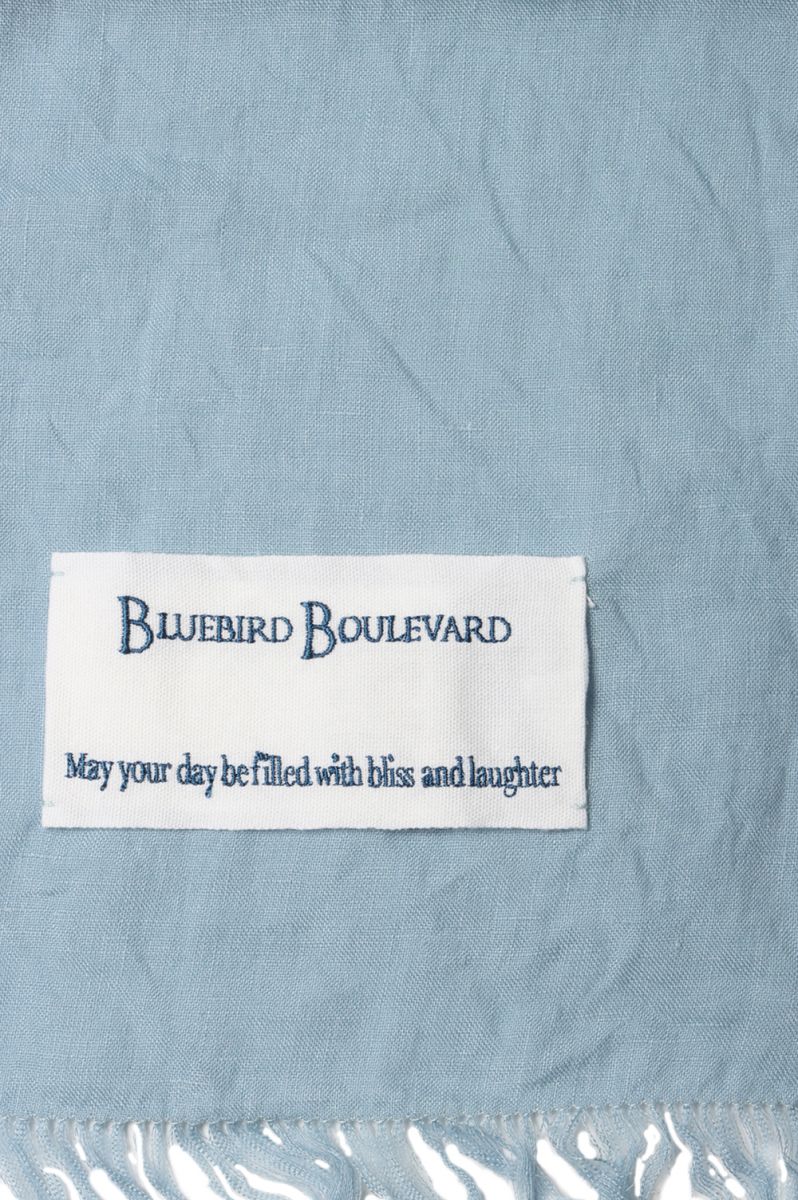 BLUEBIRD BOULEVARD
May your day be filled with bliss and laughter